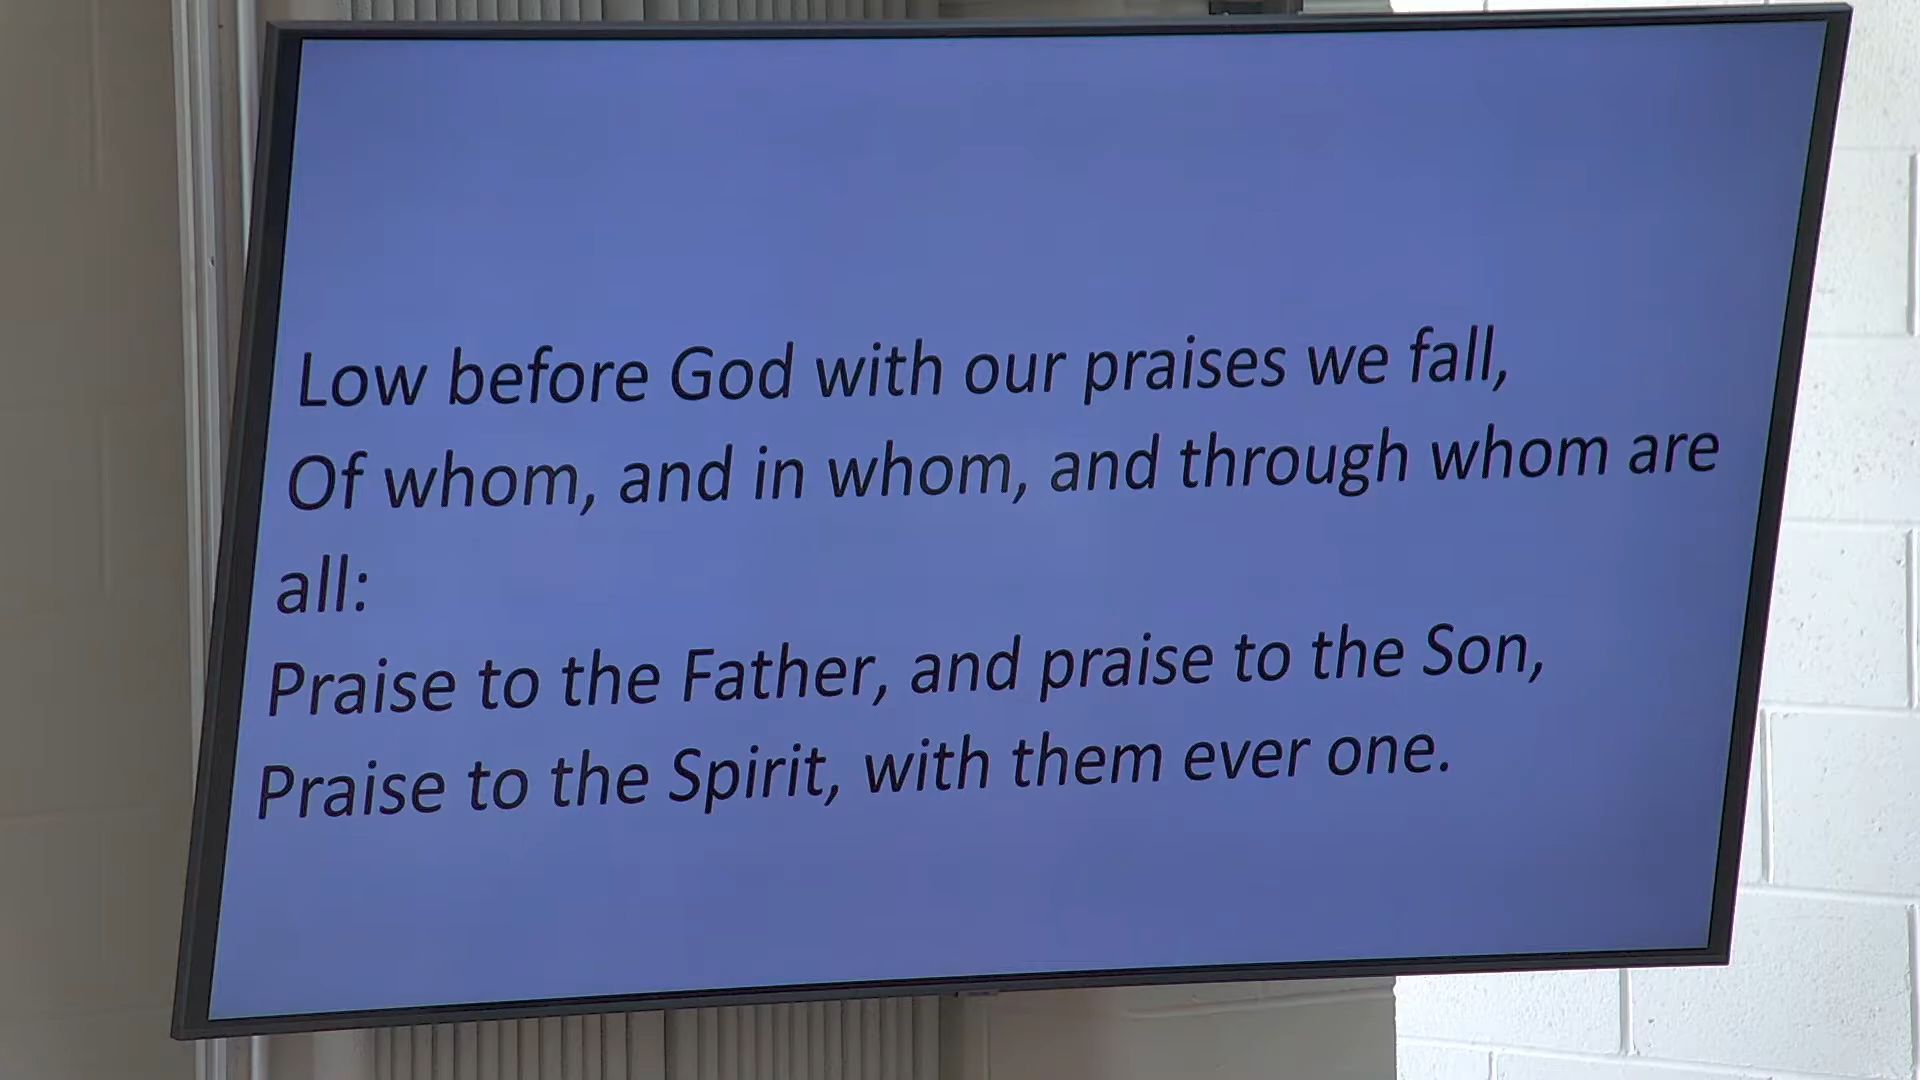 Low before God with our praises we fall,
Of whom, and in whom, and through whom are
all:
Praise to the Father, and praise to the Son,
Praise to the Spirit, with them ever one.